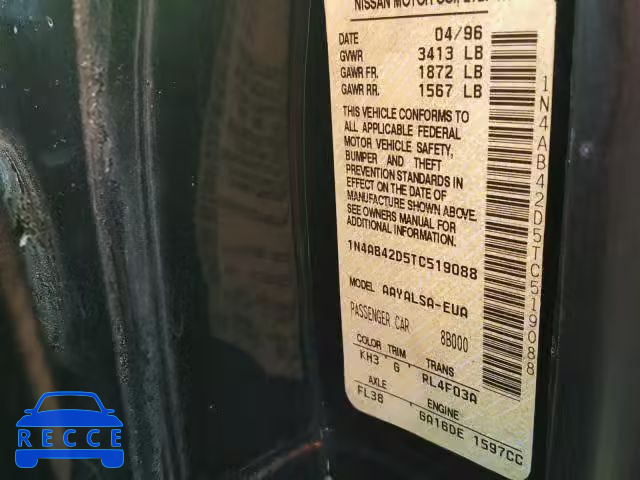 NISSAN MOTOR CO.,
DATE 04/96
GVWR 3413 LB
GAWR FR. 1872 LB
GAWR RR. 1567 LB
THIS VEHICLE CONFORMS TO
ALL APPLICABLE FEDERAL
MOTOR VEHICLE SAFETY,
BUMPER AND THEFT
PREVENTION STANDARDS IN
EFFECT ON THE DATE OF
MANUFACTURE SHOWN ABOVE.
SEE OWNERS MANUAL FOR
ADDITIONAL INFORMATION.
1N4AB42D5TC519088
AAYALSA-EUA
PASSENGER CAR 8B000
COLOR TRIM TRANS
KH3 G RL4F03A
AXLE ENGINE
FL38 GA16DE 1597CC
1N4AB42D5TC519088
RECCE